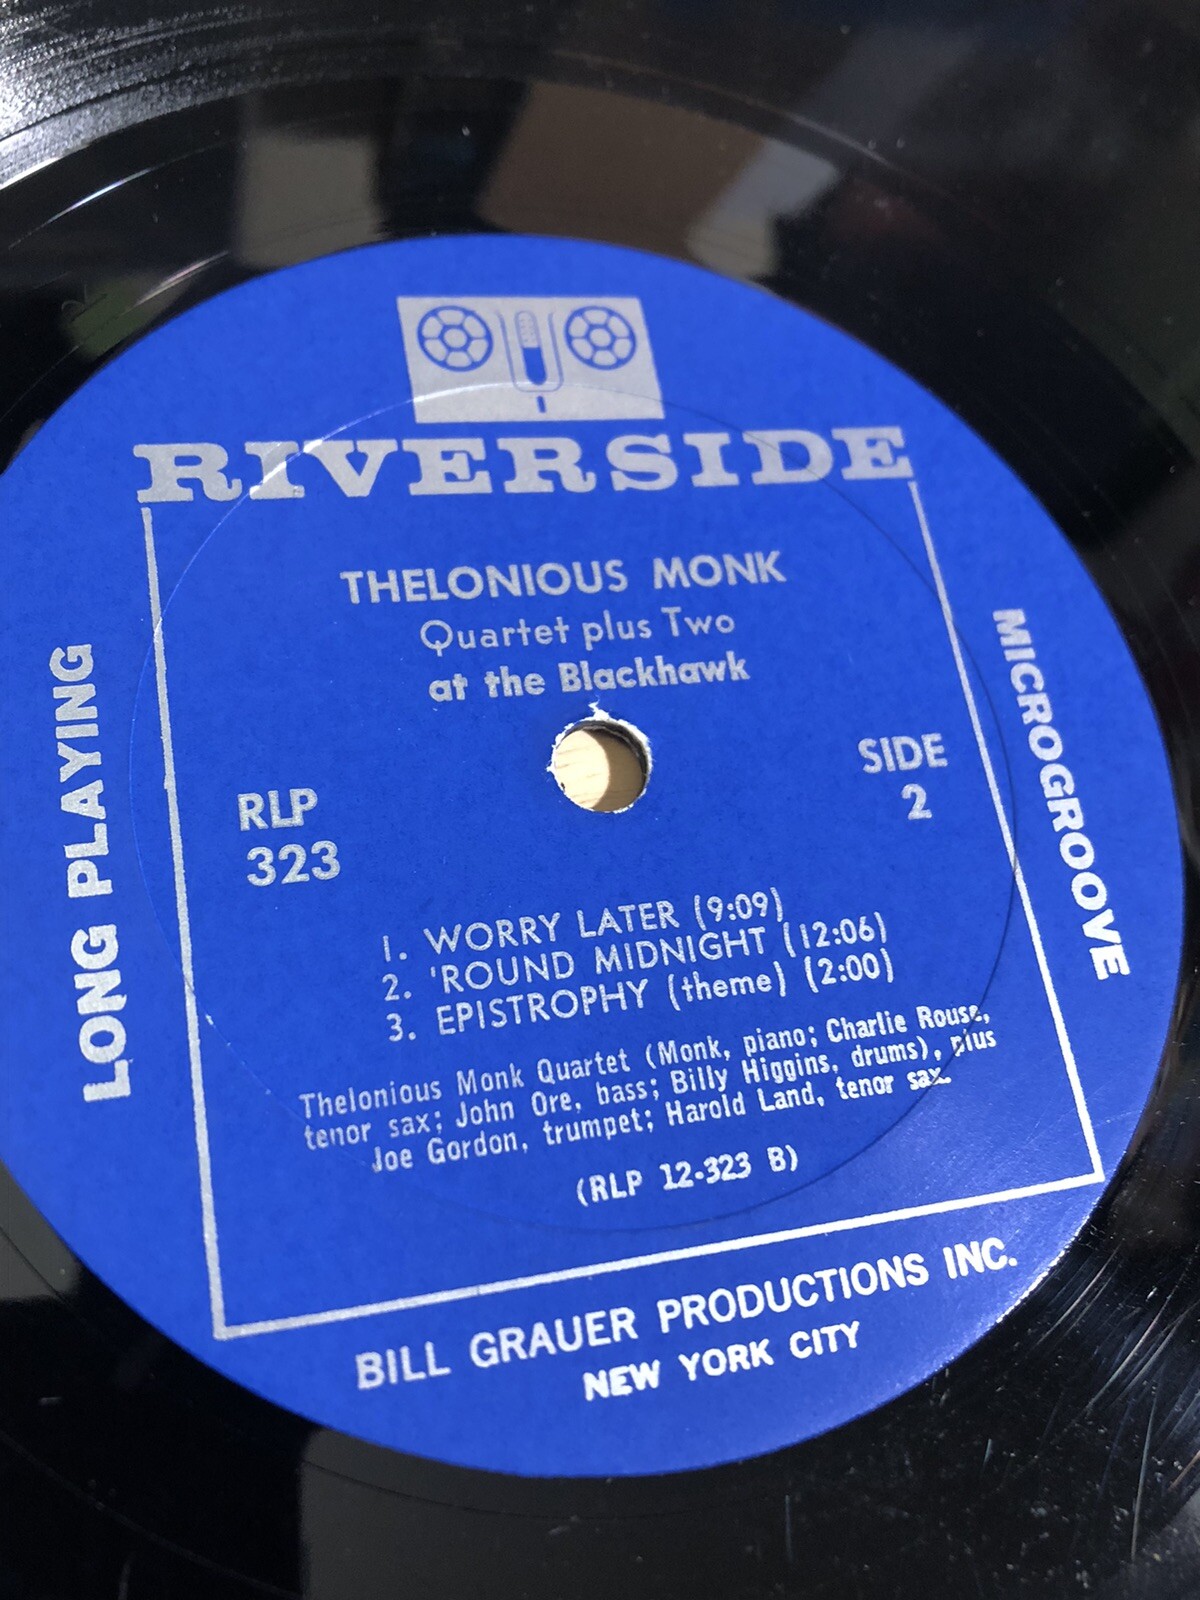 RIVERSIDE
THELONIOUS MONK
Quartet plus Two
at the Blackhawk
LONG PLAYING
MICROGROOVE
RLP
323
SIDE
2
1. WORRY LATER (9:09)
2. 'ROUND MIDNIGHT (12:06)
3. EPISTROPHY (theme) (2:00)
Thelonious Monk Quartet (Monk, piano; Charlie Rouse,
tenor sax; John Ore, bass; Billy Higgins, drums), plus
Joe Gordon, trumpet; Harold Land, tenor sax.
(RLP 12-323 B)
BILL GRAUER PRODUCTIONS INC.
NEW YORK CITY